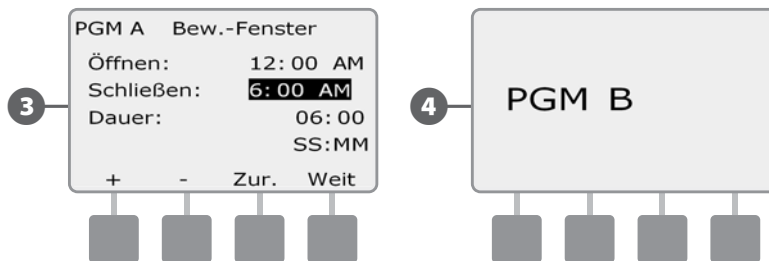 3
PGM A Bew.-Fenster
Öffnen: 12:00 AM
Schließen: 6:00 AM
Dauer: 06:00
SS:MM
+ - Zur. Weit
4
PGM B